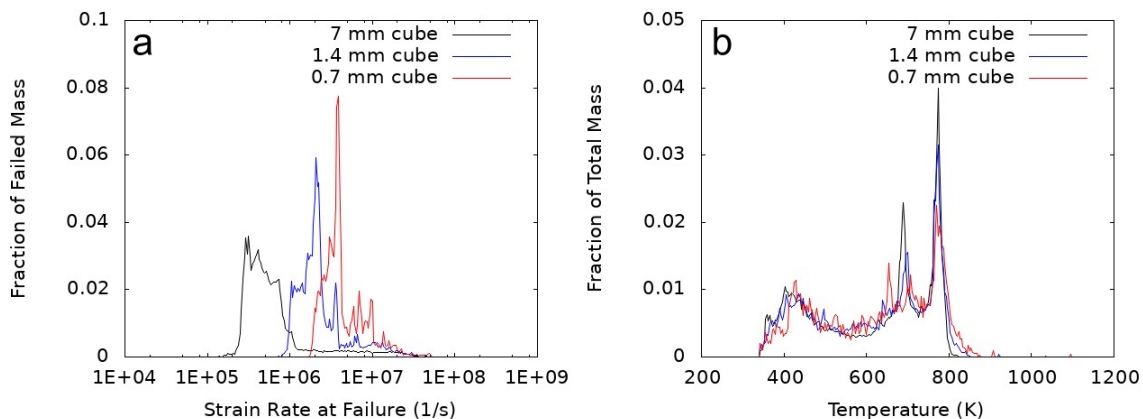 a
7 mm cube
1.4 mm cube
0.7 mm cube
Fraction of Failed Mass
0.1
0.08
0.06
0.04
0.02
0
1E+04 1E+05 1E+06 1E+07 1E+08 1E+09
Strain Rate at Failure (1/s)
b
7 mm cube
1.4 mm cube
0.7 mm cube
Fraction of Total Mass
0.05
0.04
0.03
0.02
0.01
0
200 400 600 800 1000 1200
Temperature (K)